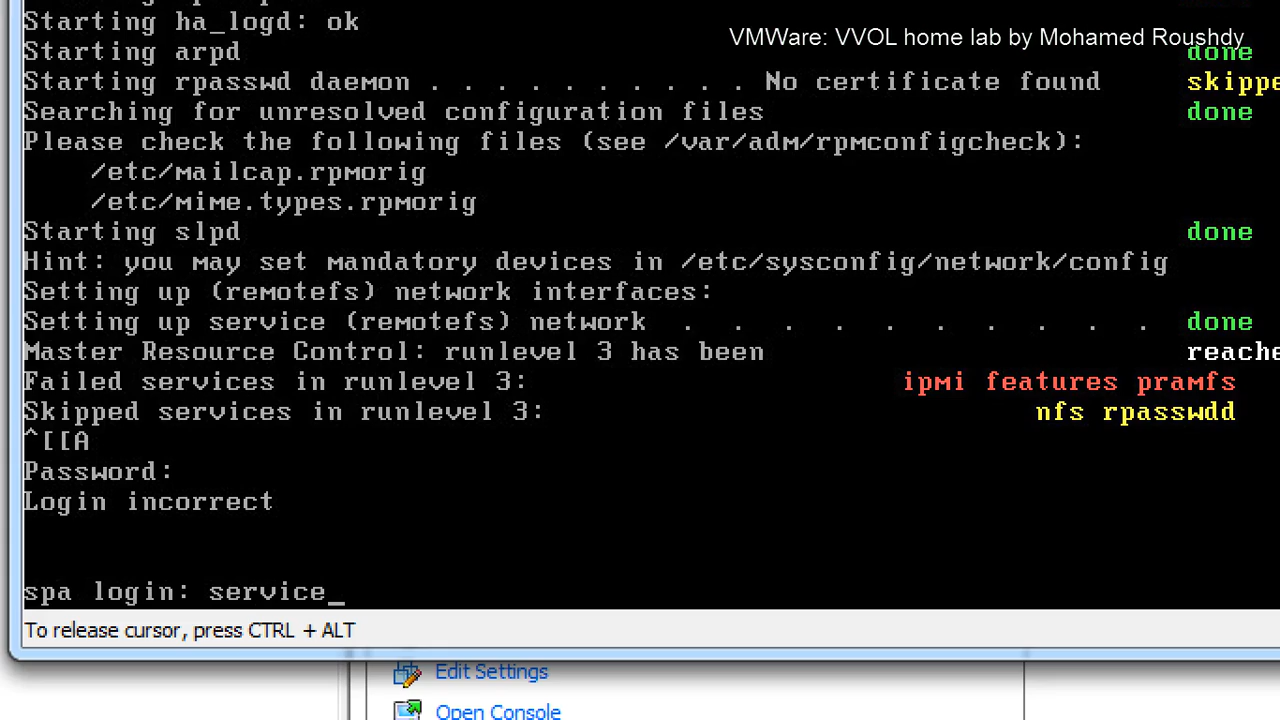 Starting ha_logd: ok
VMWare: VVOL home lab by Mohamed Roushdy
Starting arpd done
Starting rpasswd daemon . . . . . . . . . . No certificate found skippe
Searching for unresolved configuration files done
Please check the following files (see /var/adm/rpmconfigcheck):
/etc/mailcap.rpmorig
/etc/mime.types.rpmorig
Starting slpd done
Hint: you may set mandatory devices in /etc/sysconfig/network/config
Setting up (remotefs) network interfaces:
Setting up service (remotefs) network . . . . . . . . . . done
Master Resource Control: runlevel 3 has been reache
Failed services in runlevel 3: ipmi features pramfs
Skipped services in runlevel 3: nfs rpasswdd
^[[A
Password:
Login incorrect
spa login: service_
To release cursor, press CTRL + ALT
Edit Settings
Open Console